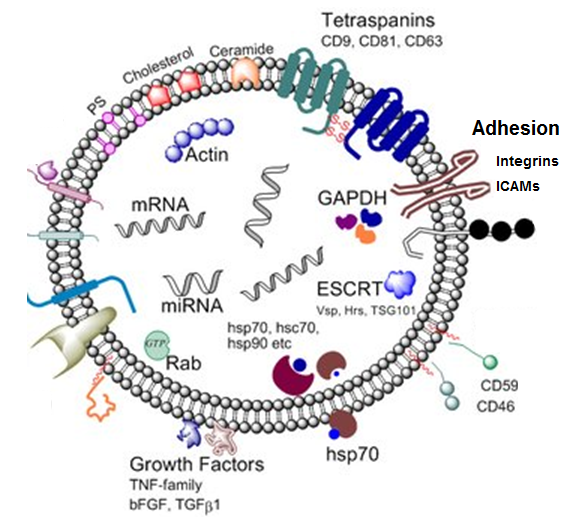 Tetraspanins
CD9, CD81, CD63
Ceramide
Cholesterol
PS
S-S
S-S
Adhesion
Integrins
ICAMs
Actin
mRNA
GAPDH
miRNA
ESCRT
Vsp, Hrs, TSG101
hsp70, hsc70,
hsp90 etc
GTP
Rab
CD59
CD46
hsp70
Growth Factors
TNF-family
bFGF, TGFβ1